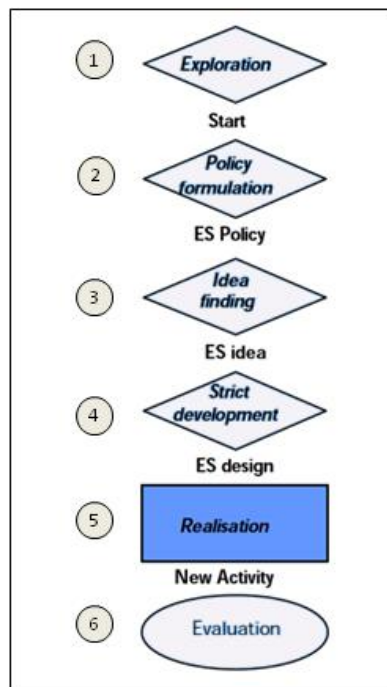 1
Exploration
Start
2
Policy
formulation
ES Policy
3
Idea
finding
ES idea
4
Strict
development
ES design
5
Realisation
New Activity
6
Evaluation